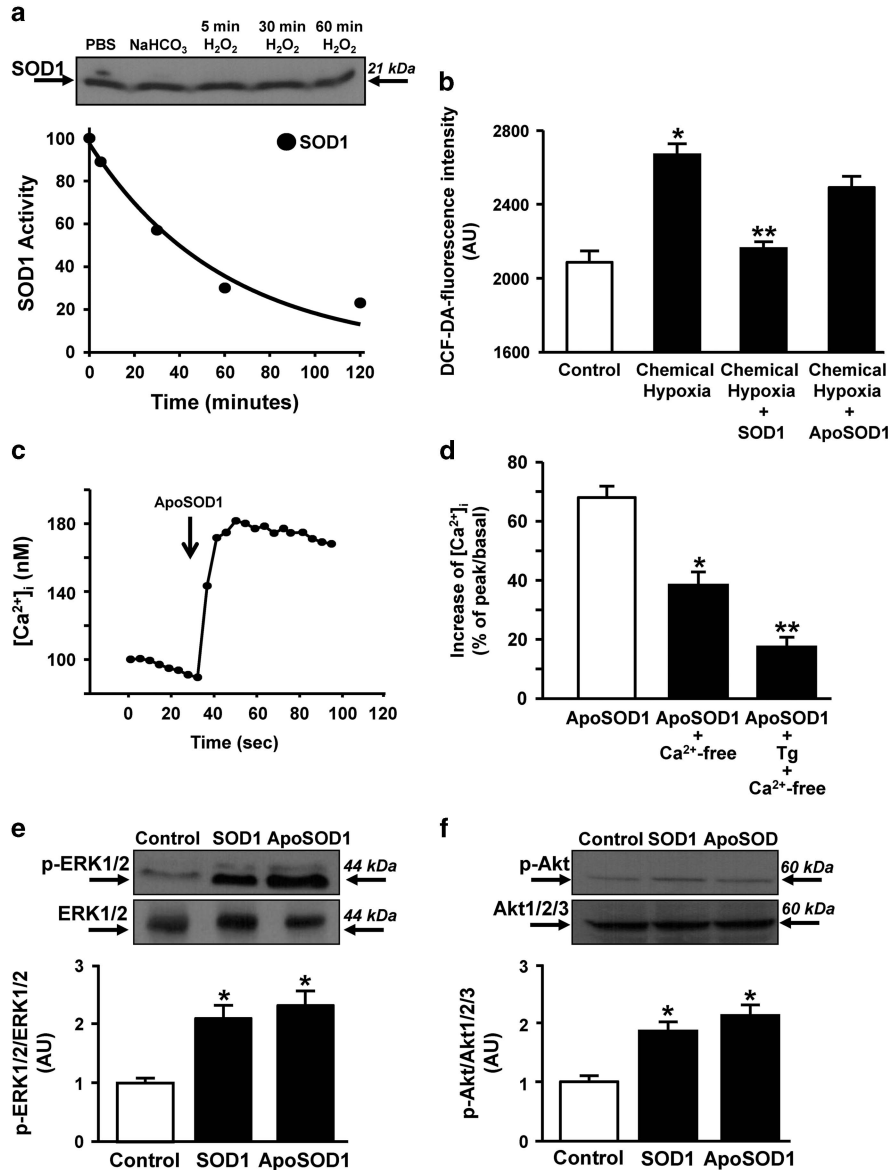 a
PBS NaHCO₃ 5 min H₂O₂ 30 min H₂O₂ 60 min H₂O₂
SOD1 21 kDa
SOD1
SOD1 Activity
100
80
60
40
20
0
0 20 40 60 80 100 120
Time (minutes)
b
DCF-DA-fluorescence intensity
(AU)
2800
2400
2000
1600
* **
Control
Chemical
Hypoxia
Chemical
Hypoxia
+
SOD1
Chemical
Hypoxia
+
ApoSOD1
c
ApoSOD1
[Ca²⁺]ᵢ (nM)
180
140
100
0 20 40 60 80 100 120
Time (sec)
d
Increase of [Ca²⁺]ᵢ
(% of peak/basal)
80
60
40
20
0
* **
ApoSOD1
ApoSOD1
+
Ca²⁺-free
ApoSOD1
+
Tg
+
Ca²⁺-free
e
Control SOD1 ApoSOD1
p-ERK1/2 44 kDa
ERK1/2 44 kDa
p-ERK1/2/ERK1/2
(AU)
3
2
1
0
* *
Control SOD1 ApoSOD1
f
Control SOD1 ApoSOD
p-Akt 60 kDa
Akt1/2/3 60 kDa
p-Akt/Akt1/2/3
(AU)
3
2
1
0
* *
Control SOD1 ApoSOD1